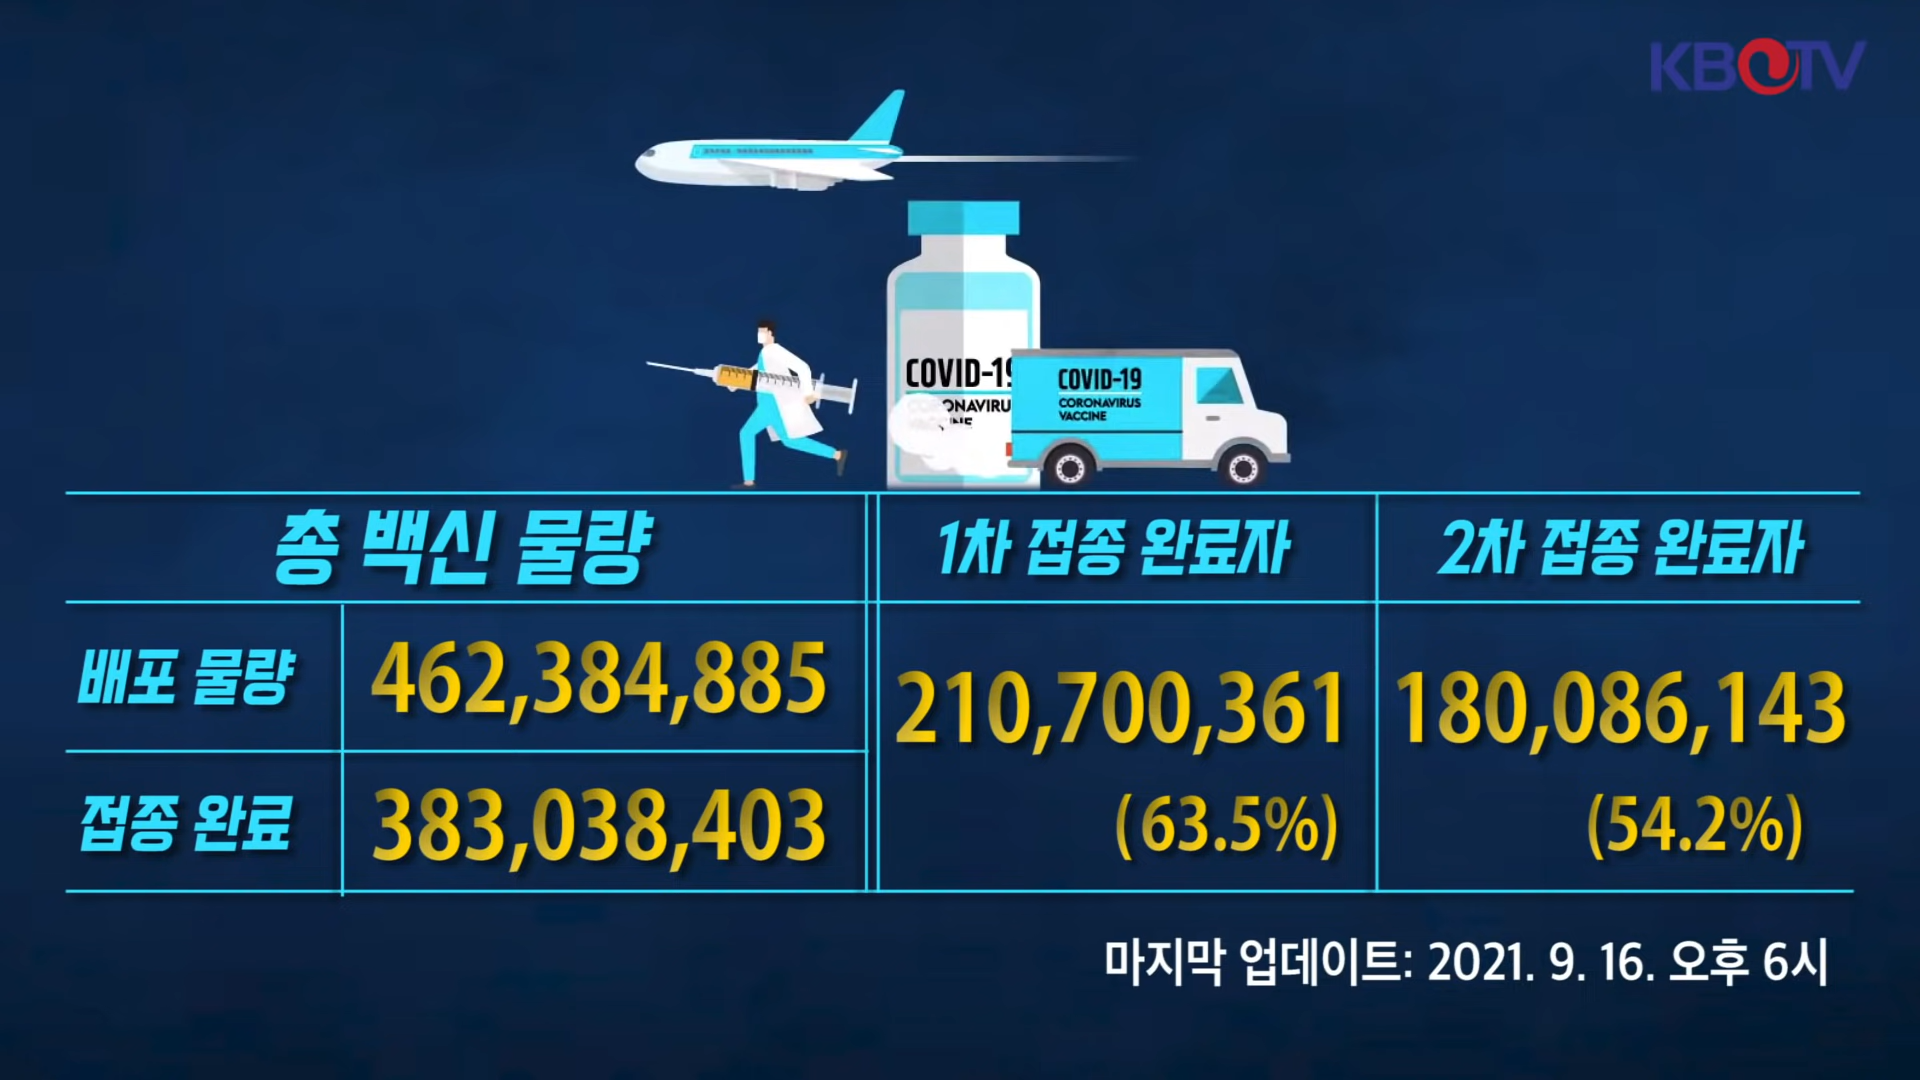 KBOTV
COVID-19
CORONAVIRU
COVID-19
CORONAVIRUS
VACCINE
총 백신 물량
1차 접종 완료자
2차 접종 완료자
배포 물량
462,384,885
210,700,361
180,086,143
접종 완료
383,038,403
(63.5%)
(54.2%)
마지막 업데이트: 2021. 9. 16. 오후 6시